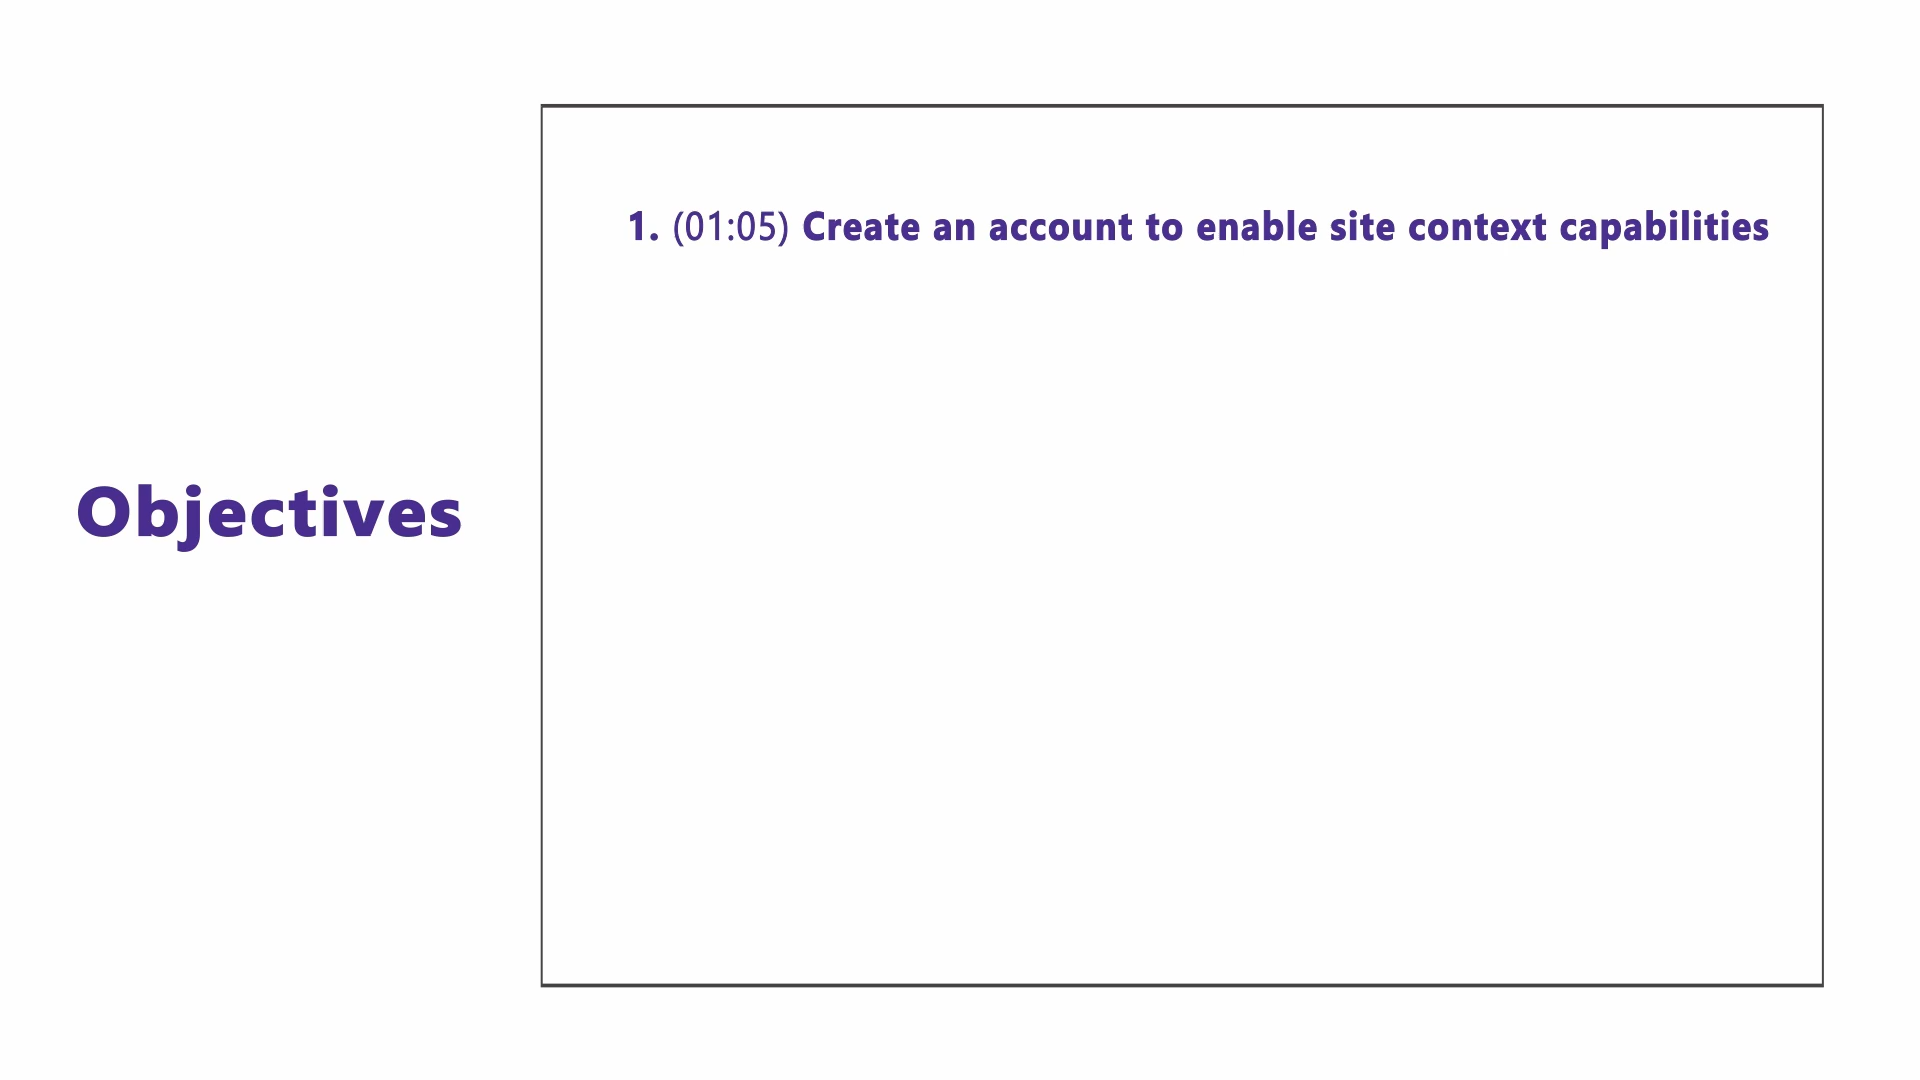 Objectives
1. (01:05) Create an account to enable site context capabilities